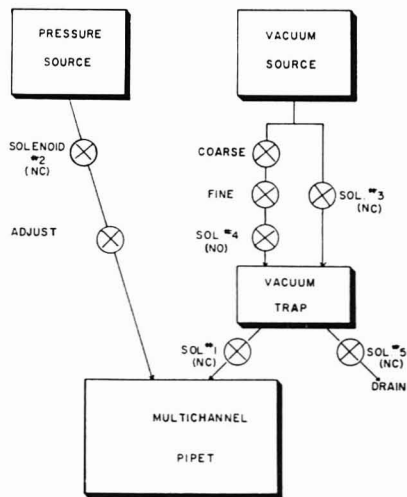 PRESSURE
SOURCE
VACUUM
SOURCE
SOLENOID
#2
(NC)
COARSE
FINE
SOL. #3
(NC)
ADJUST
SOL #4
(NO)
VACUUM
TRAP
SOL #1
(NC)
SOL #5
(NC)
DRAIN
MULTICHANNEL
PIPET